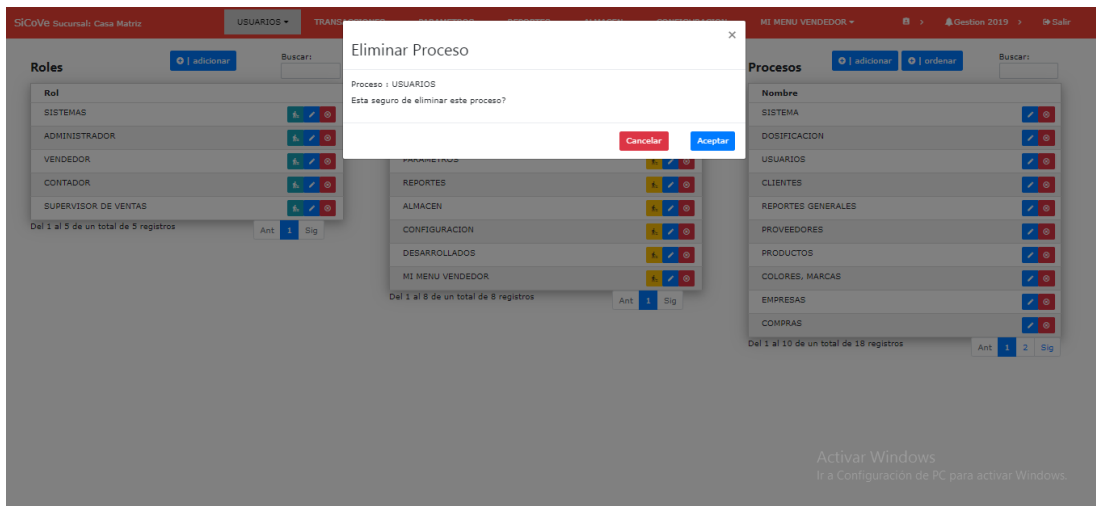 SiCoVe Sucursal: Casa Matriz
USUARIOS
MI MENU VENDEDOR
Gestion 2019
Salir
Eliminar Proceso
×
Proceso : USUARIOS
Esta seguro de eliminar este proceso?
Cancelar
Aceptar
Roles
| adicionar
Buscar:
Rol
SISTEMAS
ADMINISTRADOR
VENDEDOR
CONTADOR
SUPERVISOR DE VENTAS
Del 1 al 5 de un total de 5 registros
Ant 1 Sig
PARAMETROS
REPORTES
ALMACEN
CONFIGURACION
DESARROLLADOS
MI MENU VENDEDOR
Del 1 al 8 de un total de 8 registros
Ant 1 Sig
Procesos
| adicionar
| ordenar
Buscar:
Nombre
SISTEMA
DOSIFICACION
USUARIOS
CLIENTES
REPORTES GENERALES
PROVEEDORES
PRODUCTOS
COLORES, MARCAS
EMPRESAS
COMPRAS
Del 1 al 10 de un total de 18 registros
Ant 1 2 Sig
Activar Windows
Ir a Configuración de PC para activar Windows.